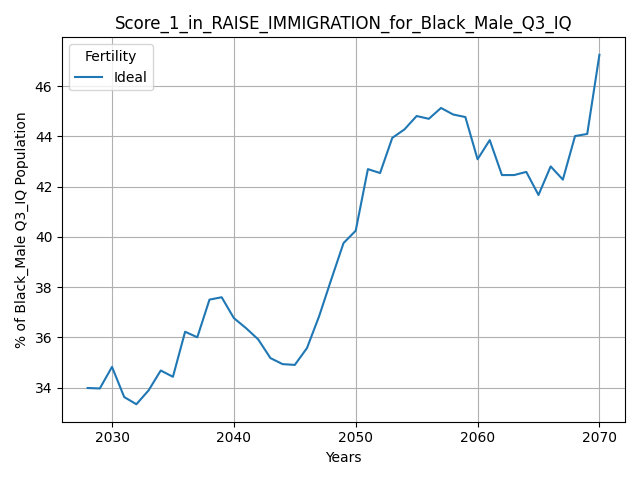 Score_1_in_RAISE_IMMIGRATION_for_Black_Male_Q3_IQ
Fertility
Ideal
% of Black_Male Q3_IQ Population
46
44
42
40
38
36
34
2030
2040
2050
2060
2070
Years